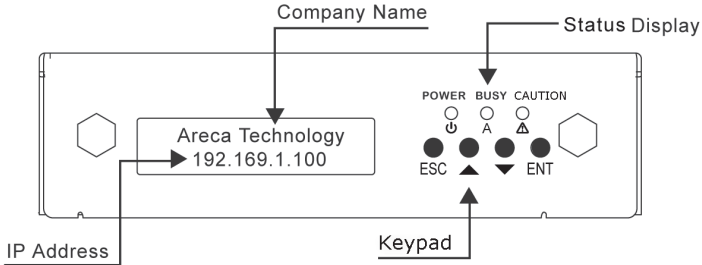 Company Name
Status Display
POWER BUSY CAUTION
A
Areca Technology
192.169.1.100
ESC ENT
IP Address
Keypad